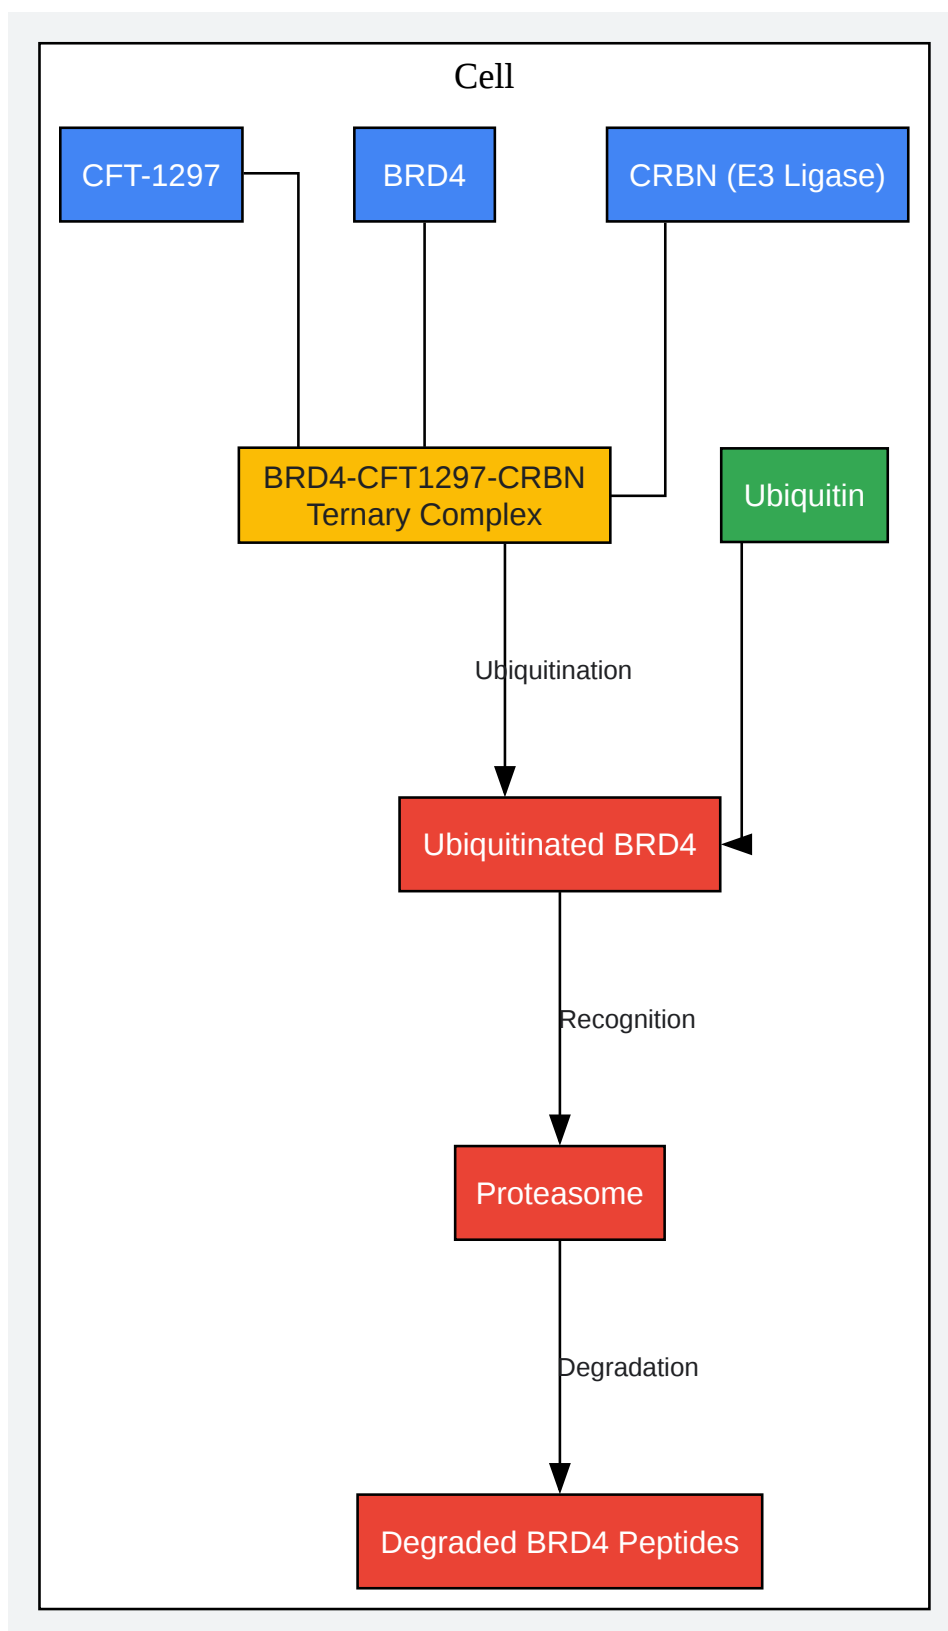 Cell
CFT-1297
BRD4
CRBN (E3 Ligase)
BRD4-CFT1297-CRBN
Ternary Complex
Ubiquitin
Ubiquitination
Ubiquitinated BRD4
Recognition
Proteasome
Degradation
Degraded BRD4 Peptides